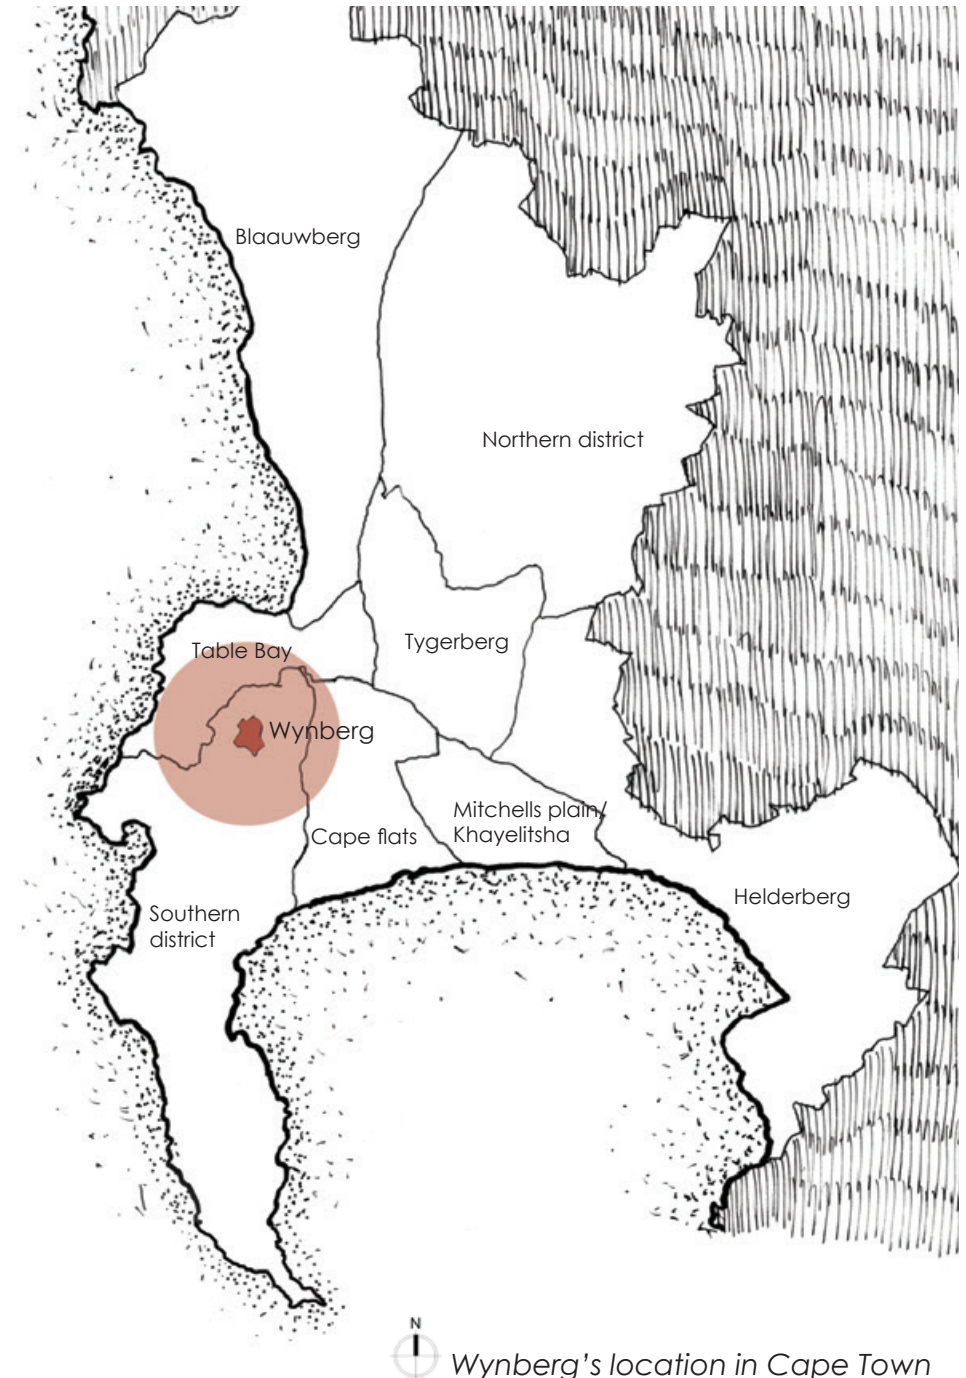 Blaauwberg
Northern district
Table Bay
Tygerberg
Wynberg
Mitchells plain/
Khayelitsha
Cape flats
Helderberg
Southern
district
N
Wynberg's location in Cape Town